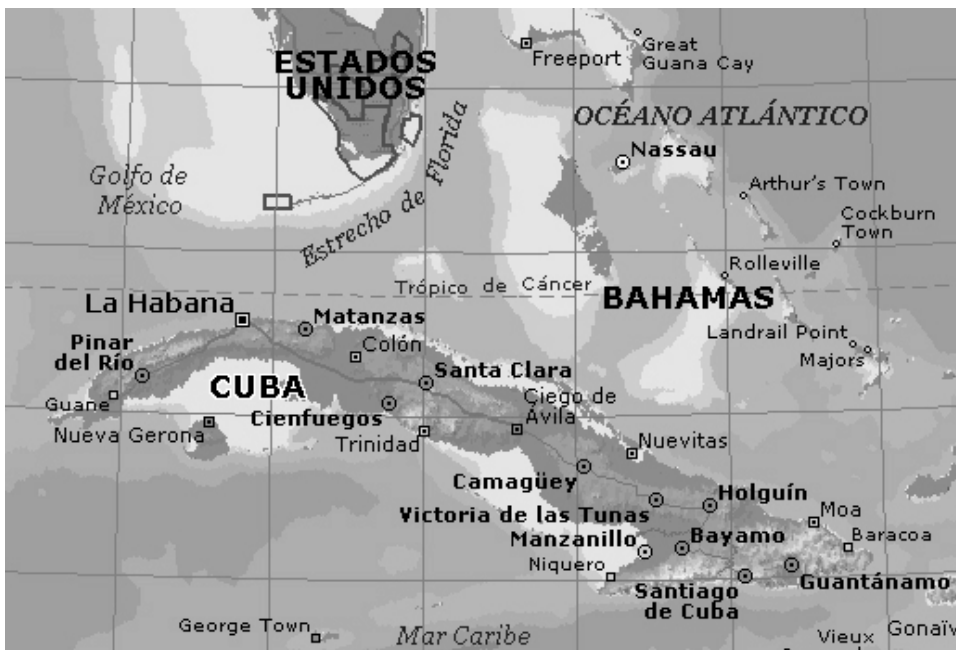 ESTADOS
UNIDOS
Freeport
Great
Guana Cay
OCÉANO ATLÁNTICO
Estrecho de
Florida
Nassau
Golfo de
México
Arthur's Town
Cockburn
Town
Rolleville
Trópico de Cáncer
BAHAMAS
La Habana
Matanzas
Landrail Point
Majors
Pinar
del Río
Colón
Santa Clara
CUBA
Guane
Cienfuegos
Ciego de
Ávila
Nueva Gerona
Trinidad
Nuevitas
Camagüey
Holguín
Victoria de las Tunas
Moa
Manzanillo
Bayamo
Baracoa
Niquero
Guantánamo
Santiago
de Cuba
George Town
Mar Caribe
Vieux
Gonaïv